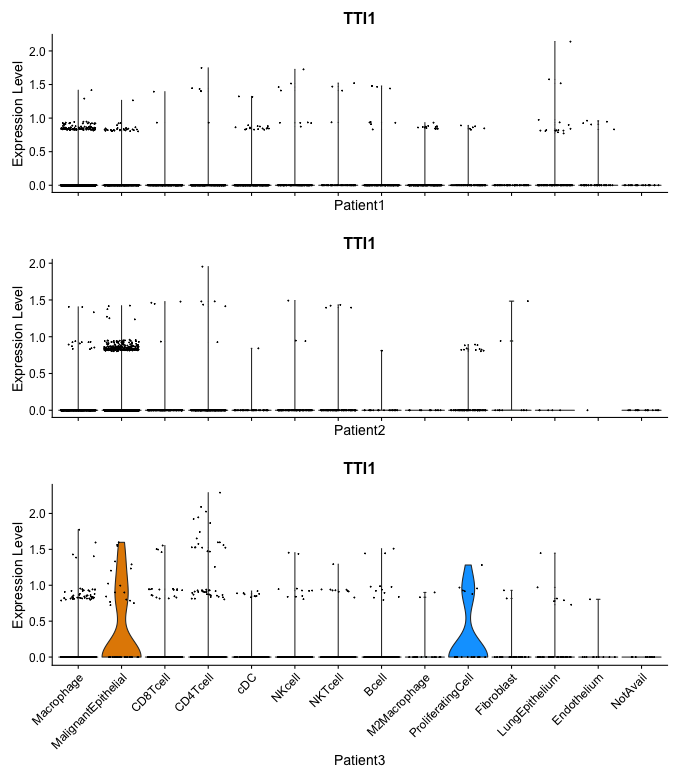 TTI1
Expression Level
2.0
1.5
1.0
0.5
0.0
Patient1
TTI1
Expression Level
2.0
1.5
1.0
0.5
0.0
Patient2
TTI1
Expression Level
2.0
1.5
1.0
0.5
0.0
Macrophage
MalignantEpithelial
CD8Tcell
CD4Tcell
cDC
NKcell
NKTcell
Bcell
M2Macrophage
ProliferatingCell
Fibroblast
LungEpithelium
Endothelium
NotAvail
Patient3